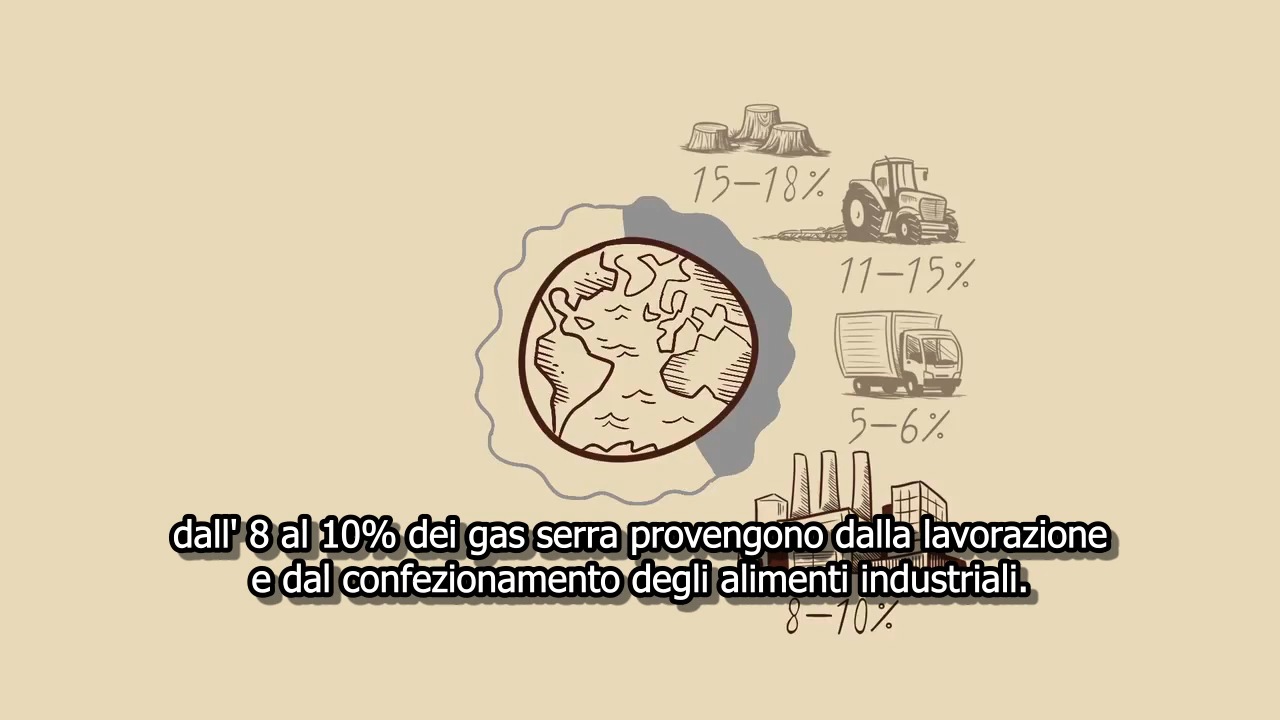 15–18%
11–15%
5–6%
dall' 8 al 10% dei gas serra provengono dalla lavorazione
e dal confezionamento degli alimenti industriali.
8–10%